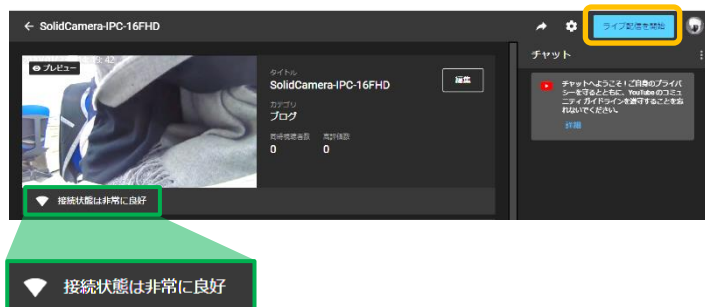 ← SolidCamera-IPC-16FHD
ライブ配信を開始
プレビュー
タイトル
SolidCamera-IPC-16FHD
編集
カテゴリ
ブログ
同時視聴者数 高評価数
0 0
接続状態は非常に良好
チャット
チャットへようこそ！ご自身のプライバ
シーを守るとともに、YouTube のコミュ
ニティ ガイドラインを遵守することを忘
れないでください。
詳細
接続状態は非常に良好